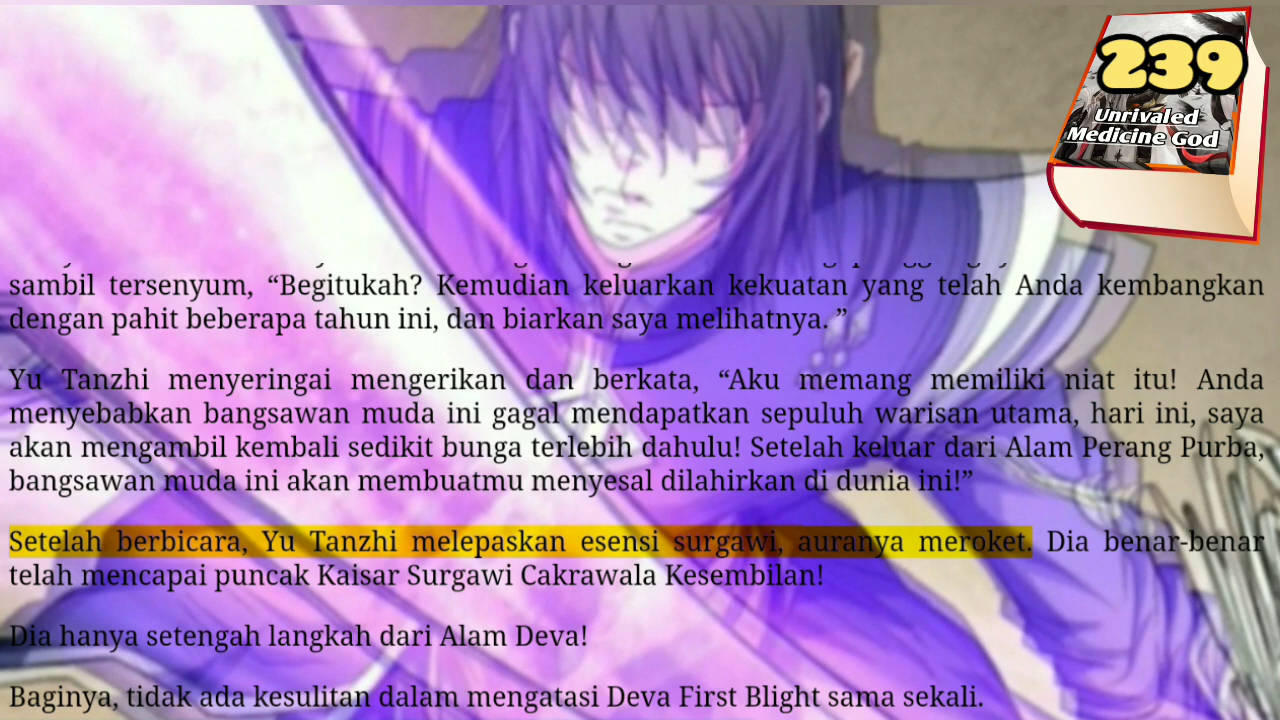 239
Unrivaled
Medicine God
sambil tersenyum, “Begitukah? Kemudian keluarkan kekuatan yang telah Anda kembangkan
dengan pahit beberapa tahun ini, dan biarkan saya melihatnya. ”
Yu Tanzhi menyeringai mengerikan dan berkata, “Aku memang memiliki niat itu! Anda
menyebabkan bangsawan muda ini gagal mendapatkan sepuluh warisan utama, hari ini, saya
akan mengambil kembali sedikit bunga terlebih dahulu! Setelah keluar dari Alam Perang Purba,
bangsawan muda ini akan membuatmu menyesal dilahirkan di dunia ini!”
Setelah berbicara, Yu Tanzhi melepaskan esensi surgawi, auranya meroket. Dia benar-benar
telah mencapai puncak Kaisar Surgawi Cakrawala Kesembilan!
Dia hanya setengah langkah dari Alam Deva!
Baginya, tidak ada kesulitan dalam mengatasi Deva First Blight sama sekali.